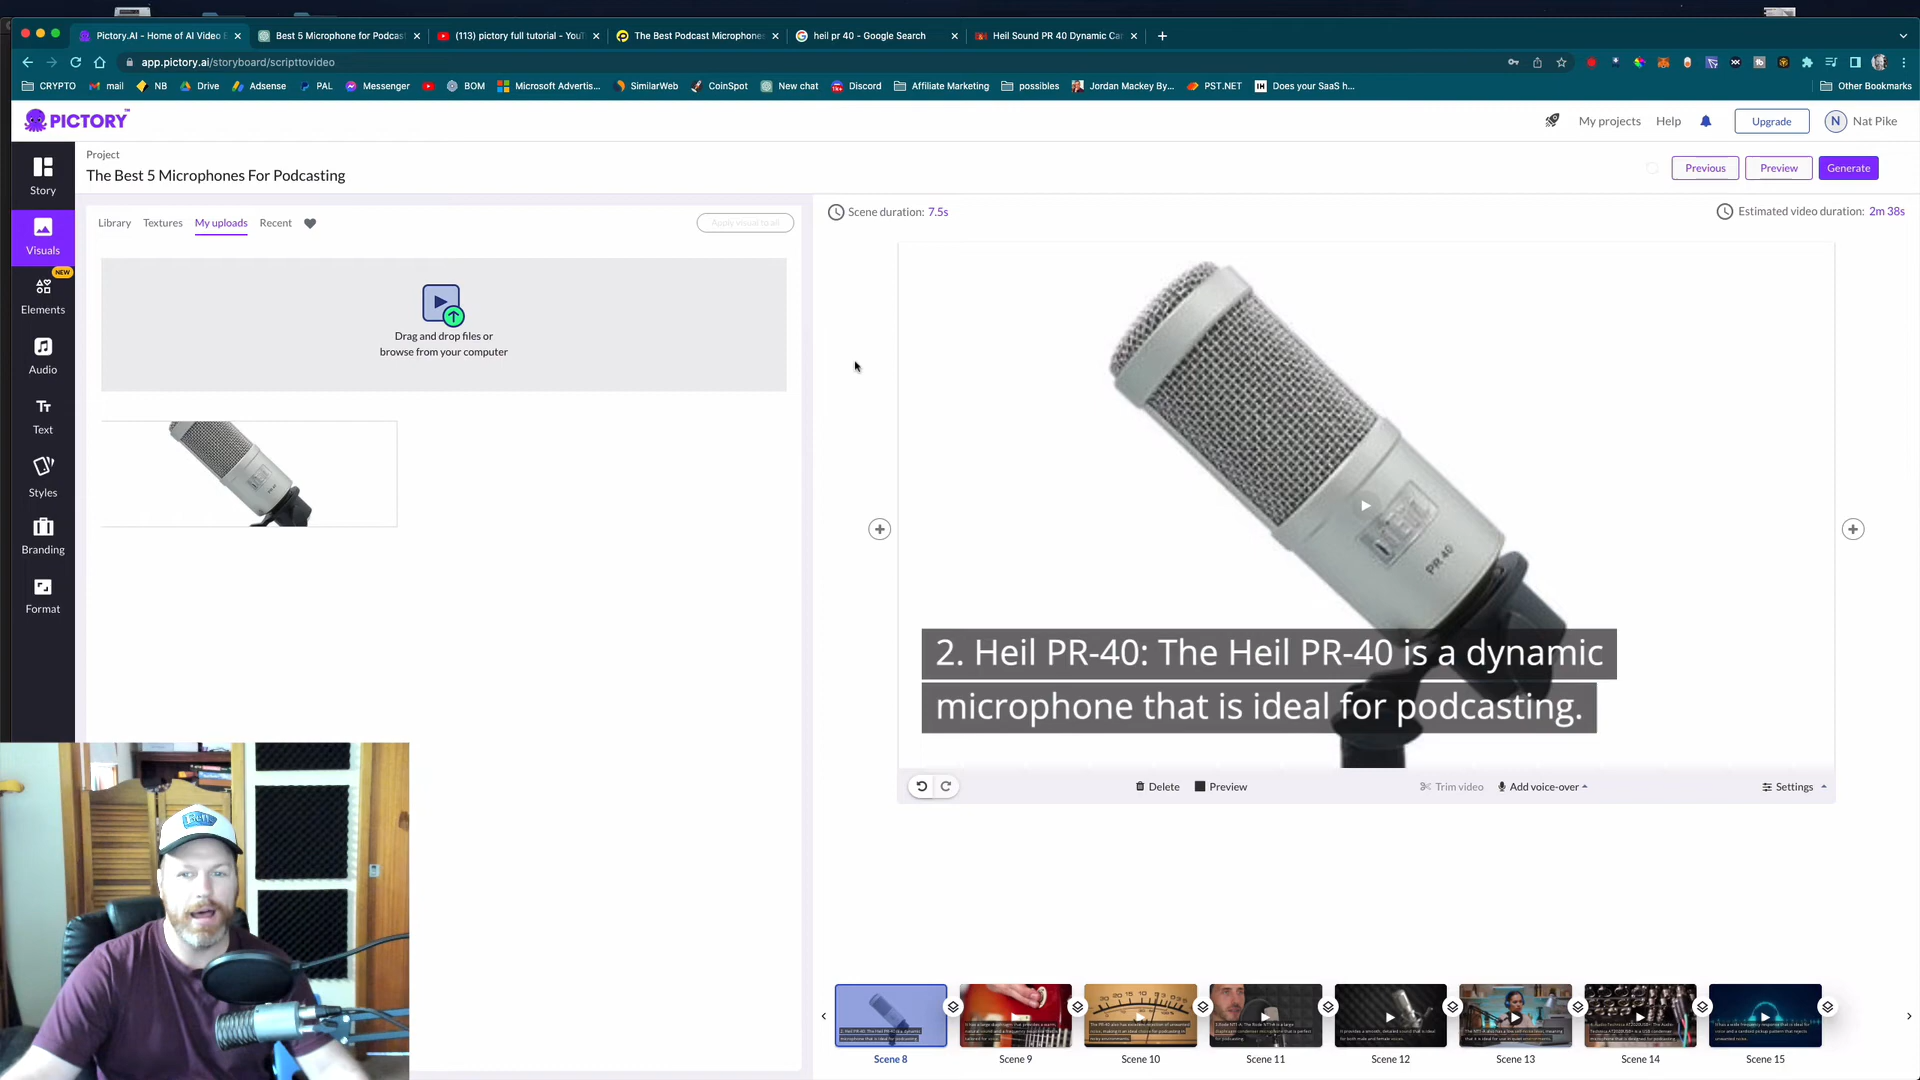 Pictory.AI - Home of AI Video E
Best 5 Microphone for Podcast
(113) pictory full tutorial - YouT
The Best Podcast Microphones
heil pr 40 - Google Search
Heil Sound PR 40 Dynamic Car
app.pictory.ai/storyboard/scripttovideo
CRYPTO
mail
NB
Drive
Adsense
PAL
Messenger
BOM
Microsoft Advertis...
SimilarWeb
CoinSpot
New chat
Discord
Affiliate Marketing
possibles
Jordan Mackey By...
PST.NET
Does your SaaS h...
Other Bookmarks
PICTORY
My projects
Help
Upgrade
N
Nat Pike
Project
The Best 5 Microphones For Podcasting
Previous
Preview
Generate
Story
Visuals
NEW
Elements
Audio
Text
Styles
Branding
Format
Library
Textures
My uploads
Recent
Apply visual to all
Drag and drop files or
browse from your computer
Scene duration: 7.5s
Estimated video duration: 2m 38s
HEIL
PR 40
2. Heil PR-40: The Heil PR-40 is a dynamic
microphone that is ideal for podcasting.
Delete
Preview
Trim video
Add voice-over
Settings
Scene 8
Scene 9
Scene 10
Scene 11
Scene 12
Scene 13
Scene 14
Scene 15